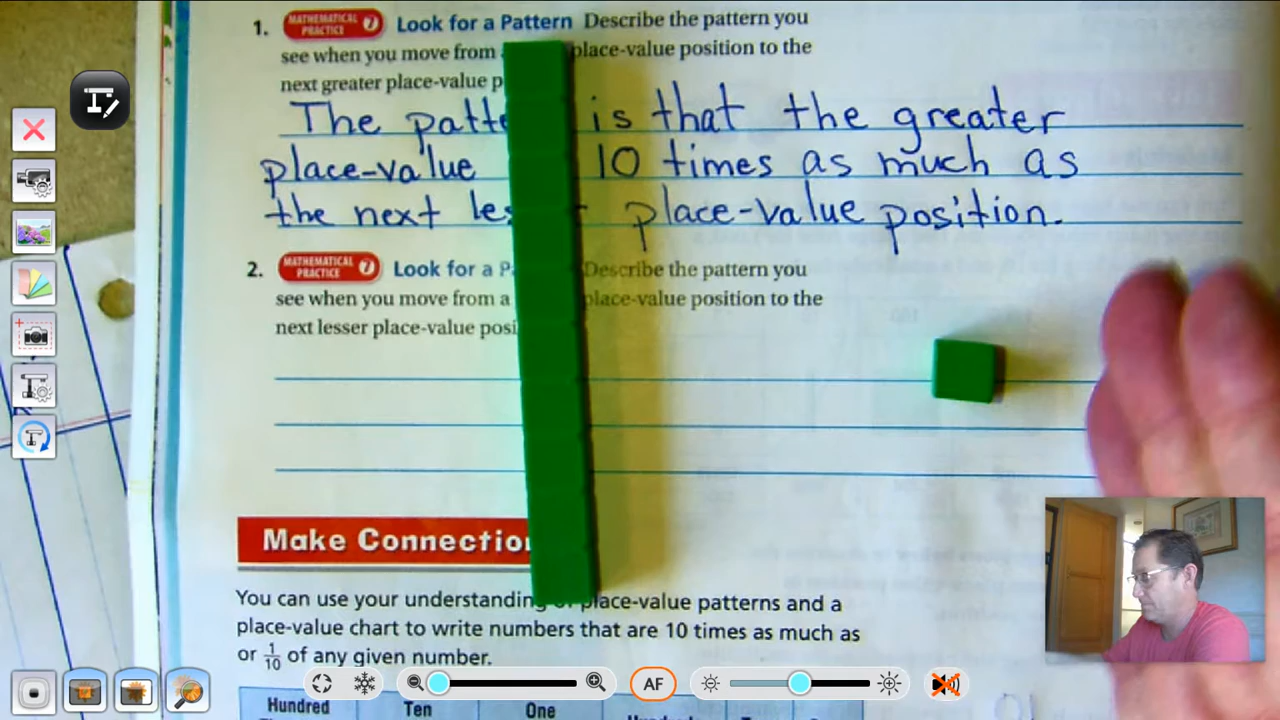 1. MATHEMATICAL PRACTICE 7 Look for a Pattern Describe the pattern you
see when you move from place-value position to the
next greater place-value p
The patte is that the greater
place-value 10 times as much as
the next les place-value position.
2. MATHEMATICAL PRACTICE 7 Look for a P Describe the pattern you
see when you move from a place-value position to the
next lesser place-value posi
Make Connection
You can use your understanding of place-value patterns and a
place-value chart to write numbers that are 10 times as much as
or 1/10 of any given number.
Hundred Ten One
AF